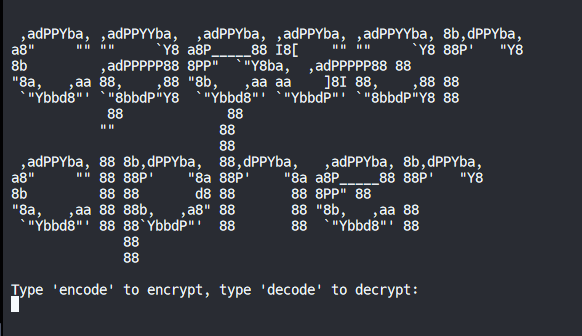 ,adPPYba, ,adPPYYba,  ,adPPYba, ,adPPYba, ,adPPYYba, 8b,dPPYba,
a8"     "" ""     `Y8 a8P_____88 I8[    "" ""     `Y8 88P'   "Y8
8b         ,adPPPPP88 8PP"  `"Y8ba,  ,adPPPPP88 88
"8a,   ,aa 88,    ,88 "8b,   ,aa aa    ]8I 88,    ,88 88
 `"Ybbd8"' `"8bbdP"Y8  `"Ybbd8"' `"YbbdP"' `"8bbdP"Y8 88
            88             88
           ""             88
                          88
 ,adPPYba, 88 8b,dPPYba,  88,dPPYba,   ,adPPYba, 8b,dPPYba,
a8"     "" 88 88P'    "8a 88P'    "8a a8P_____88 88P'   "Y8
8b         88 88       d8 88       88 8PP" 88
"8a,   ,aa 88 88b,   ,a8" 88       88 "8b,   ,aa 88
 `"Ybbd8"' 88 88`YbbdP"'  88       88  `"Ybbd8"' 88
              88
              88
Type 'encode' to encrypt, type 'decode' to decrypt: